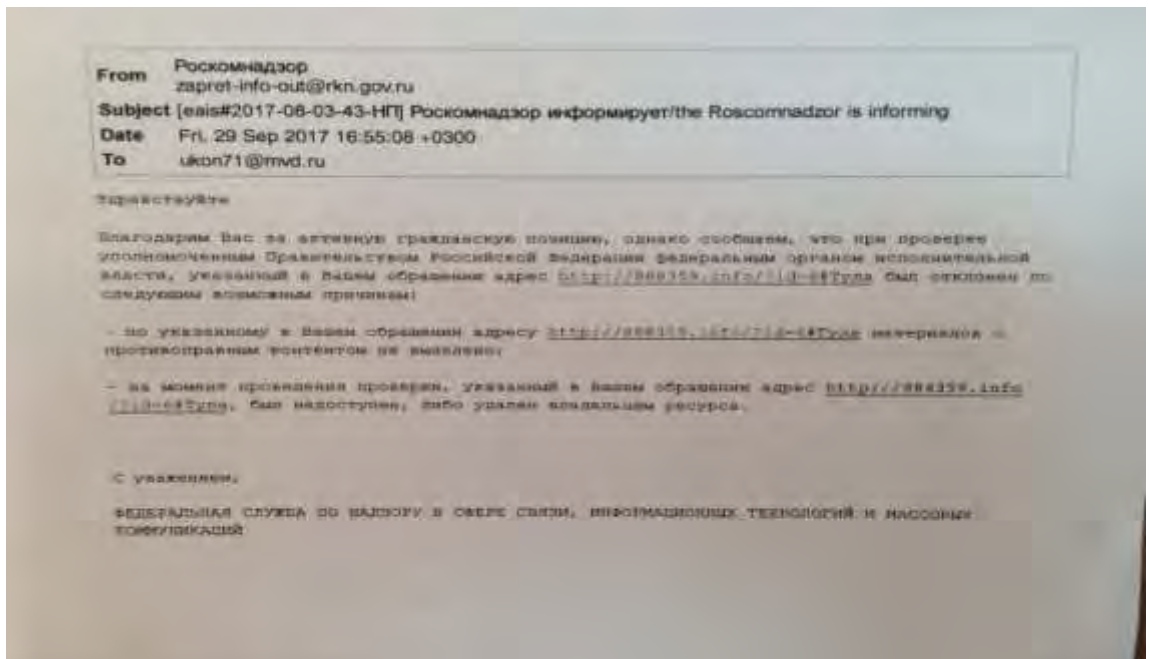 From Роскомнадзор
zapret-info-out@rkn.gov.ru
Subject [eais#2017-08-03-43-НП] Роскомнадзор информирует/the Roscomnadzor is informing
Date Fri, 29 Sep 2017 16:55:08 +0300
To ukon71@mvd.ru
Здравствуйте
Благодарим Вас за активную гражданскую позицию, однако сообщаем, что при проверке
уполномоченным Правительством Российской Федерации федеральным органом исполнительной
власти, указанный в Вашем обращении адрес был отклонен по
следующим возможным причинам:
- по указанному в Вашем обращении адресу материалов с
противоправным контентом не выявлено;
- на момент проведения проверки, указанный в Вашем обращении адрес
был недоступен, либо удален владельцем ресурса.
С уважением,
ФЕДЕРАЛЬНАЯ СЛУЖБА ПО НАДЗОРУ В СФЕРЕ СВЯЗИ, ИНФОРМАЦИОННЫХ ТЕХНОЛОГИЙ И МАССОВЫХ
КОММУНИКАЦИЙ